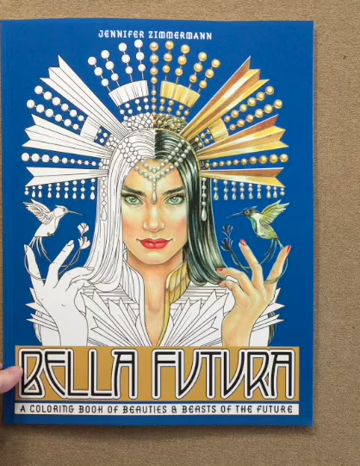 JENNIFER ZIMMERMANN
BELLA FUTURA
A COLORING BOOK OF BEAUTIES & BEASTS OF THE FUTURE